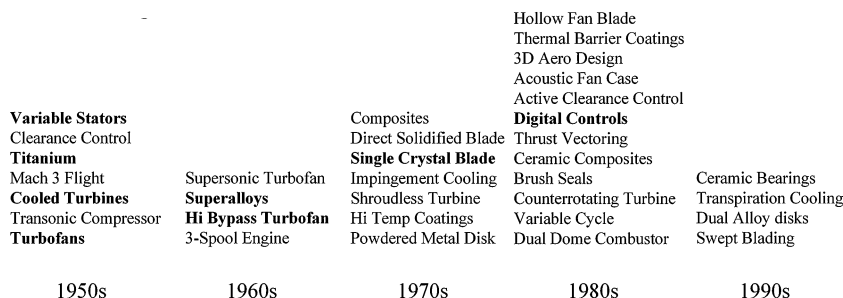 Variable Stators
Clearance Control
Titanium
Mach 3 Flight
Cooled Turbines
Transonic Compressor
Turbofans
1950s
Supersonic Turbofan
Superalloys
Hi Bypass Turbofan
3-Spool Engine
1960s
Composites
Direct Solidified Blade
Single Crystal Blade
Impingement Cooling
Shroudless Turbine
Hi Temp Coatings
Powdered Metal Disk
1970s
Hollow Fan Blade
Thermal Barrier Coatings
3D Aero Design
Acoustic Fan Case
Active Clearance Control
Digital Controls
Thrust Vectoring
Ceramic Composites
Brush Seals
Counterrotating Turbine
Variable Cycle
Dual Dome Combustor
1980s
Ceramic Bearings
Transpiration Cooling
Dual Alloy disks
Swept Blading
1990s